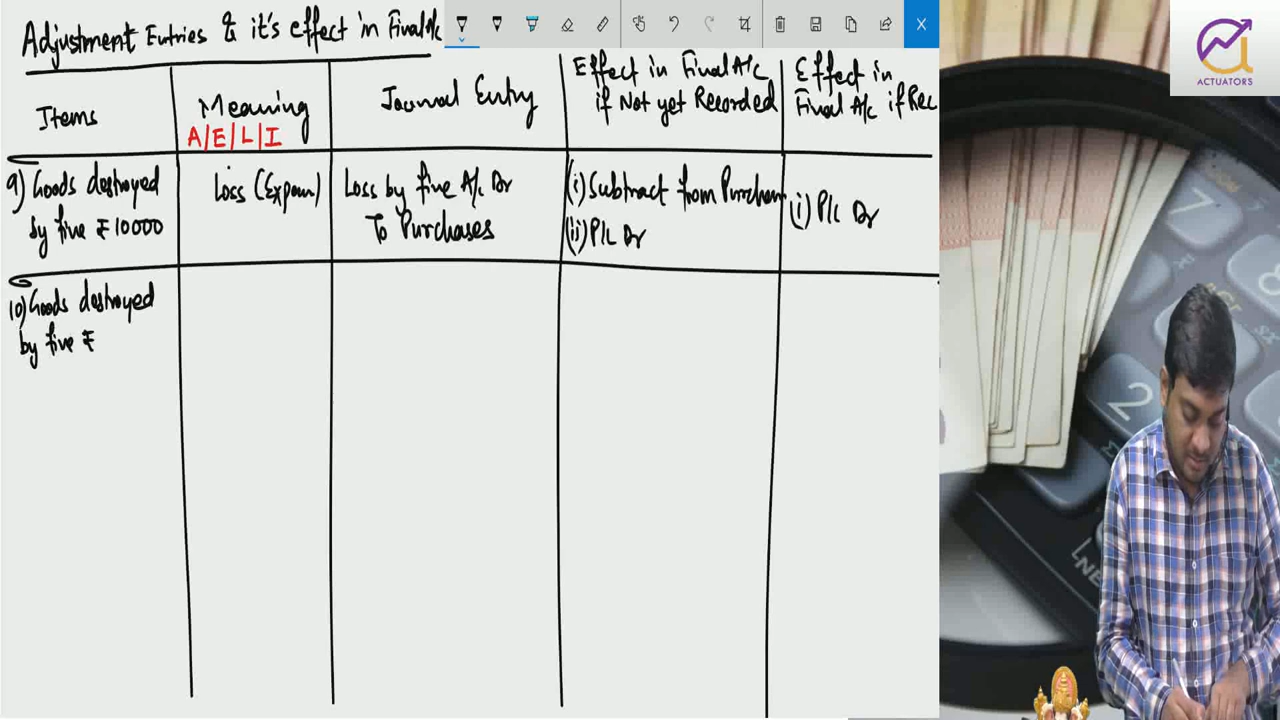 Adjustment Entries & it's effect in Final A/c
Items
Meaning
A/E/L/I
Journal Entry
Effect in Final A/c
if Not yet Recorded
Effect in
Final A/c if Rec
9) Goods destroyed
by fire ₹ 10000
Loss (Expen)
Loss by fire A/c Dr
To Purchases
(i) Subtract from Purchases
(ii) P/L Dr
(i) P/L Dr
10) Goods destroyed
by fire ₹
ACTUATORS
7
2